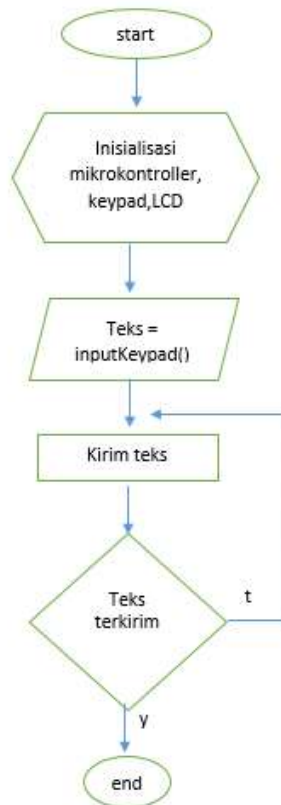 start
Inisialisasi
mikrokontroller,
keypad,LCD
Teks =
inputKeypad()
Kirim teks
Teks
terkirim
t
y
end